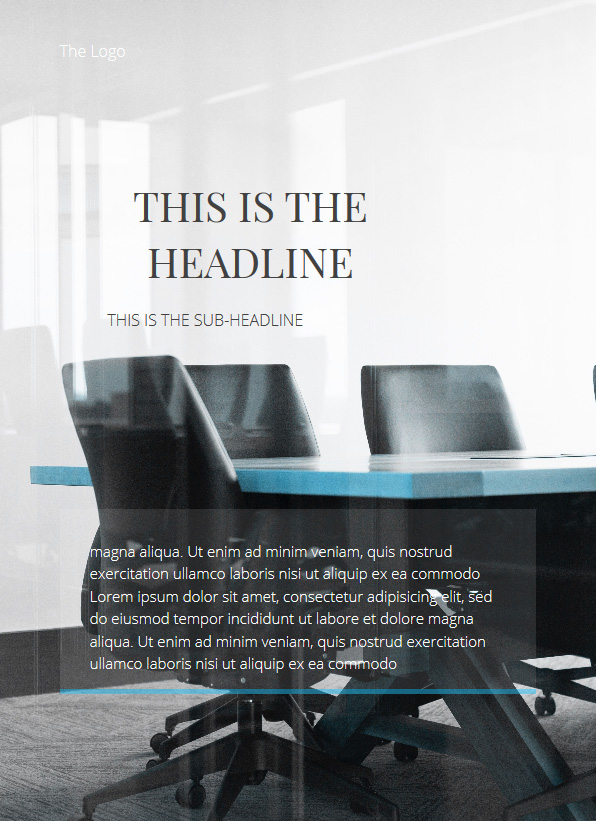 The Logo
THIS IS THE
HEADLINE
THIS IS THE SUB-HEADLINE
magna aliqua. Ut enim ad minim veniam, quis nostrud
exercitation ullamco laboris nisi ut aliquip ex ea commodo
Lorem ipsum dolor sit amet, consectetur adipisicing elit, sed
do eiusmod tempor incididunt ut labore et dolore magna
aliqua. Ut enim ad minim veniam, quis nostrud exercitation
ullamco laboris nisi ut aliquip ex ea commodo